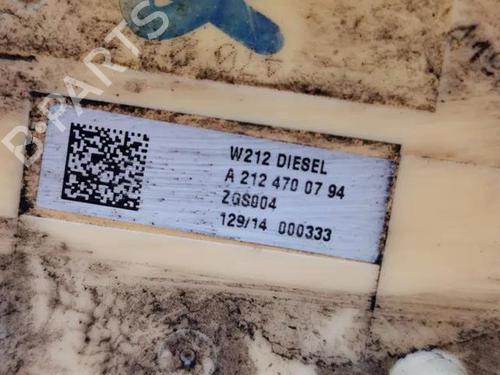 B-PARTS
W212 DIESEL
A 212 470 07 94
ZGS004
129/14 000333